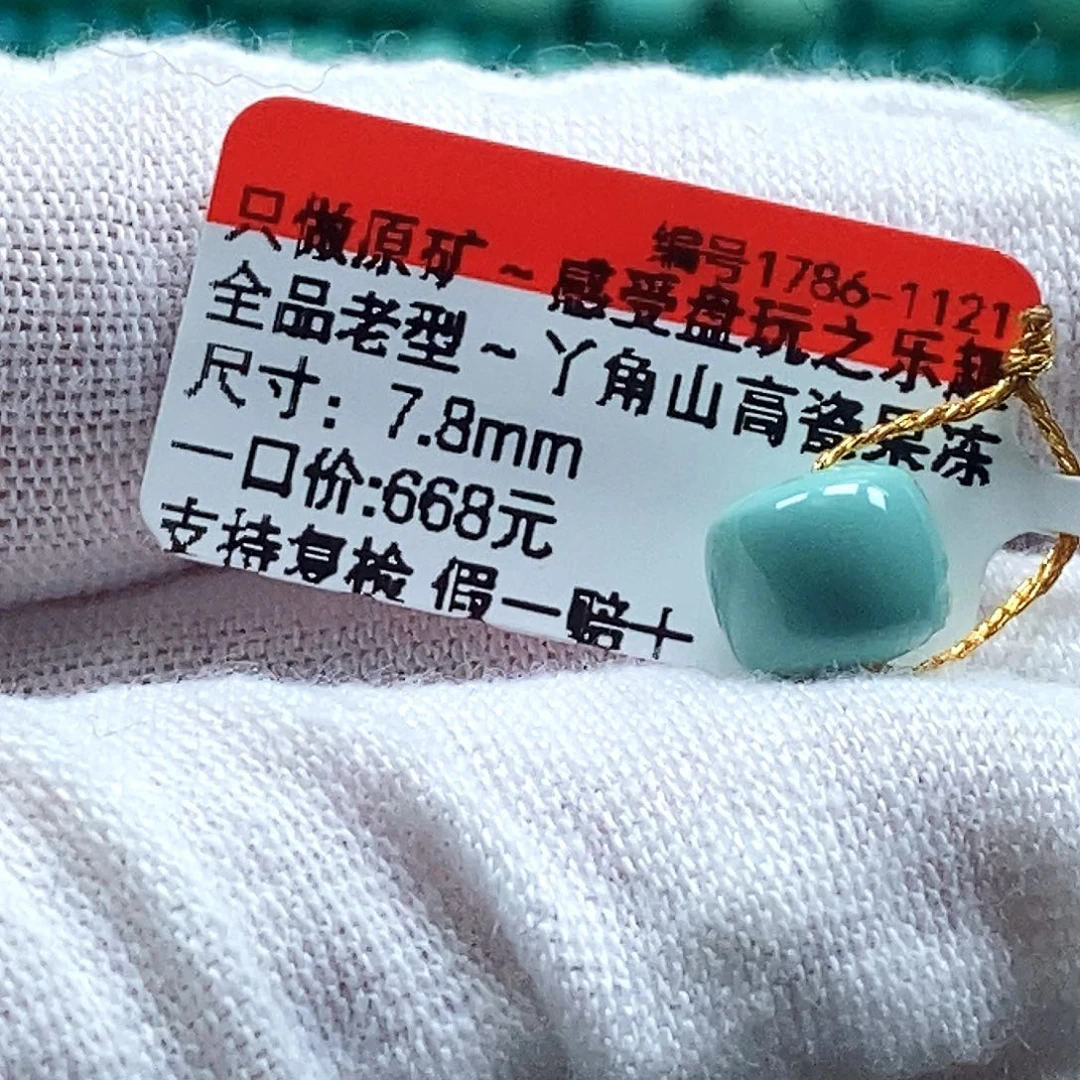 编号1786-1121
只做原矿~感受盘玩之乐趣
全品老型~丫角山高瓷果冻
尺寸：7.8mm
一口价:668元
支持复检 假一赔十